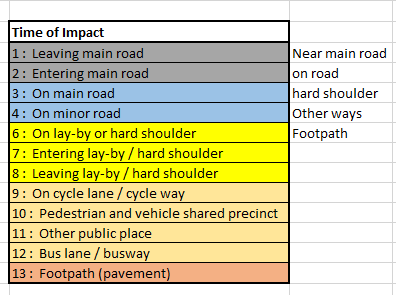 Time of Impact
1 : Leaving main road Near main road
2 : Entering main road on road
3 : On main road hard shoulder
4 : On minor road Other ways
6 : On lay-by or hard shoulder Footpath
7 : Entering lay-by / hard shoulder
8 : Leaving lay-by / hard shoulder
9 : On cycle lane / cycle way
10 : Pedestrian and vehicle shared precinct
11 : Other public place
12 : Bus lane / busway
13 : Footpath (pavement)